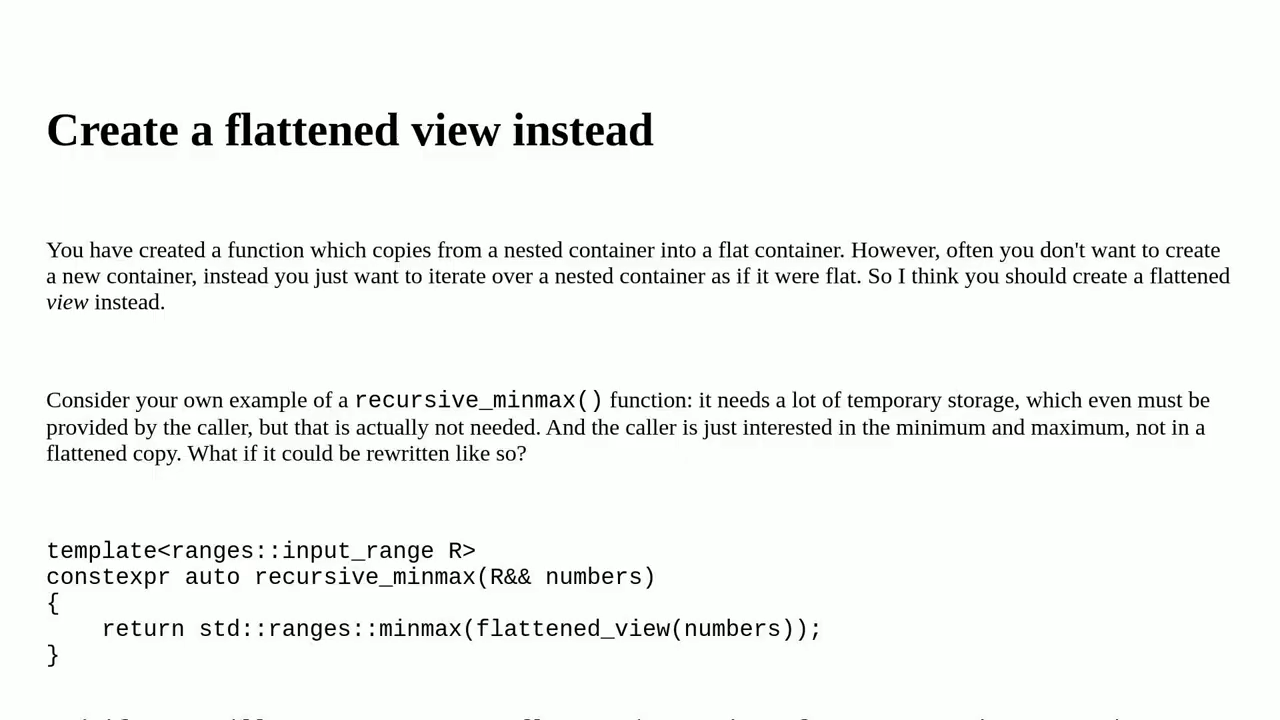 Create a flattened view instead
You have created a function which copies from a nested container into a flat container. However, often you don't want to create
a new container, instead you just want to iterate over a nested container as if it were flat. So I think you should create a flattened
view instead.
Consider your own example of a recursive_minmax() function: it needs a lot of temporary storage, which even must be
provided by the caller, but that is actually not needed. And the caller is just interested in the minimum and maximum, not in a
flattened copy. What if it could be rewritten like so?
template<ranges::input_range R>
constexpr auto recursive_minmax(R&& numbers)
{
    return std::ranges::minmax(flattened_view(numbers));
}